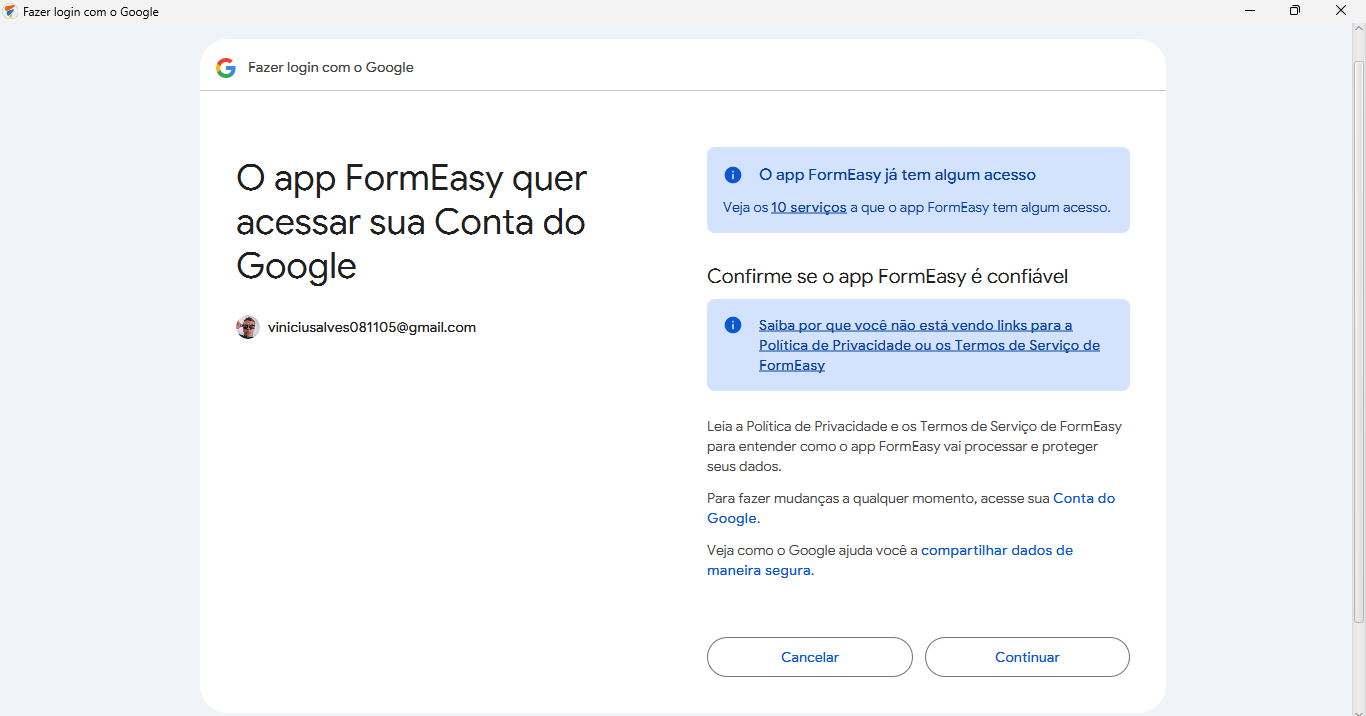 Fazer login com o Google
Fazer login com o Google
O app FormEasy quer
acessar sua Conta do
Google
viniciusalves081105@gmail.com
O app FormEasy já tem algum acesso
Veja os 10 serviços a que o app FormEasy tem algum acesso.
Confirme se o app FormEasy é confiável
Saiba por que você não está vendo links para a
Política de Privacidade ou os Termos de Serviço de
FormEasy
Leia a Política de Privacidade e os Termos de Serviço de FormEasy
para entender como o app FormEasy vai processar e proteger
seus dados.
Para fazer mudanças a qualquer momento, acesse sua Conta do
Google.
Veja como o Google ajuda você a compartilhar dados de
maneira segura.
Cancelar
Continuar